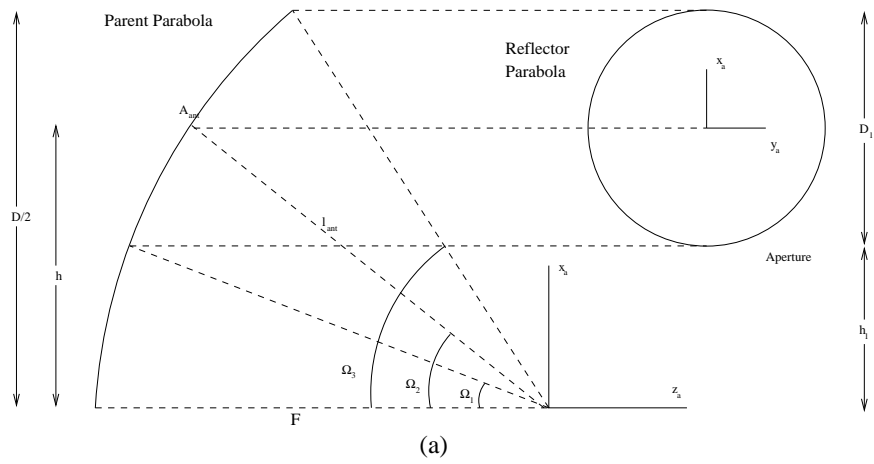 Parent Parabola
Reflector
Parabola
x_a
y_a
A_ant
D_1
D/2
h
l_ant
x_a
Aperture
h_1
Ω_3
Ω_2
Ω_1
z_a
F
(a)